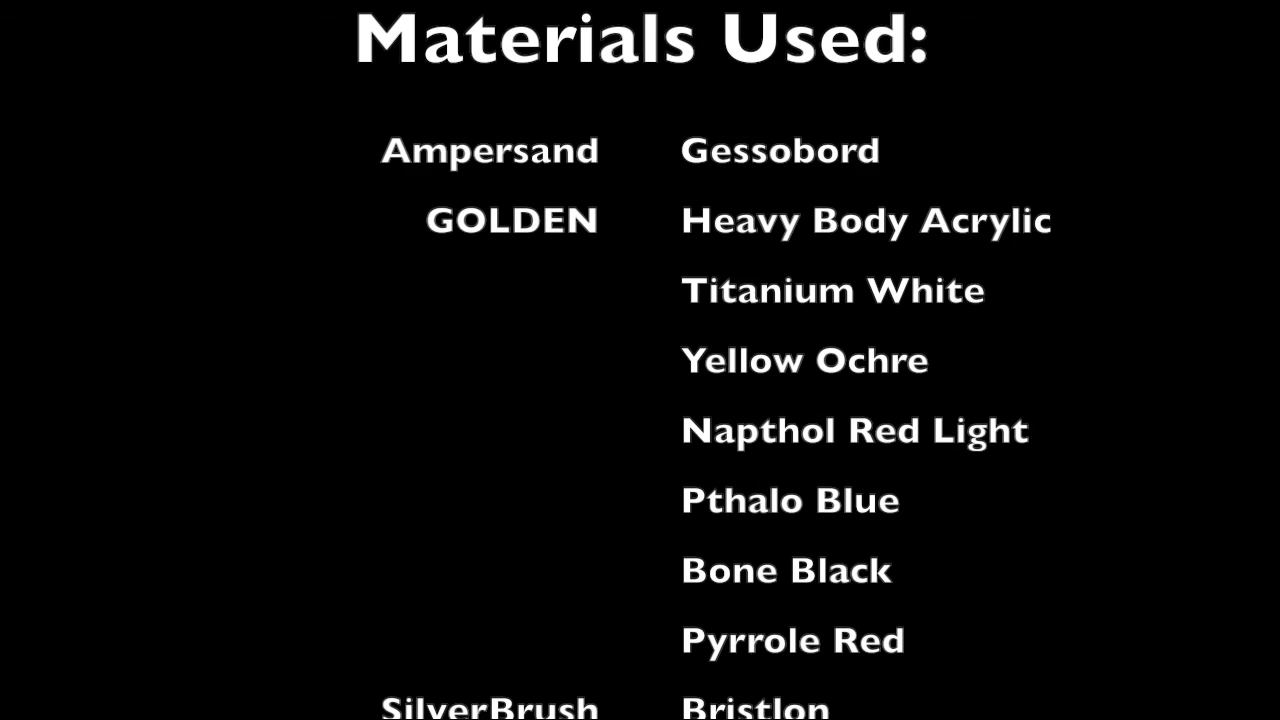 Materials Used:
Ampersand Gessobord
GOLDEN Heavy Body Acrylic
Titanium White
Yellow Ochre
Napthol Red Light
Pthalo Blue
Bone Black
Pyrrole Red
SilverBrush Bristlon